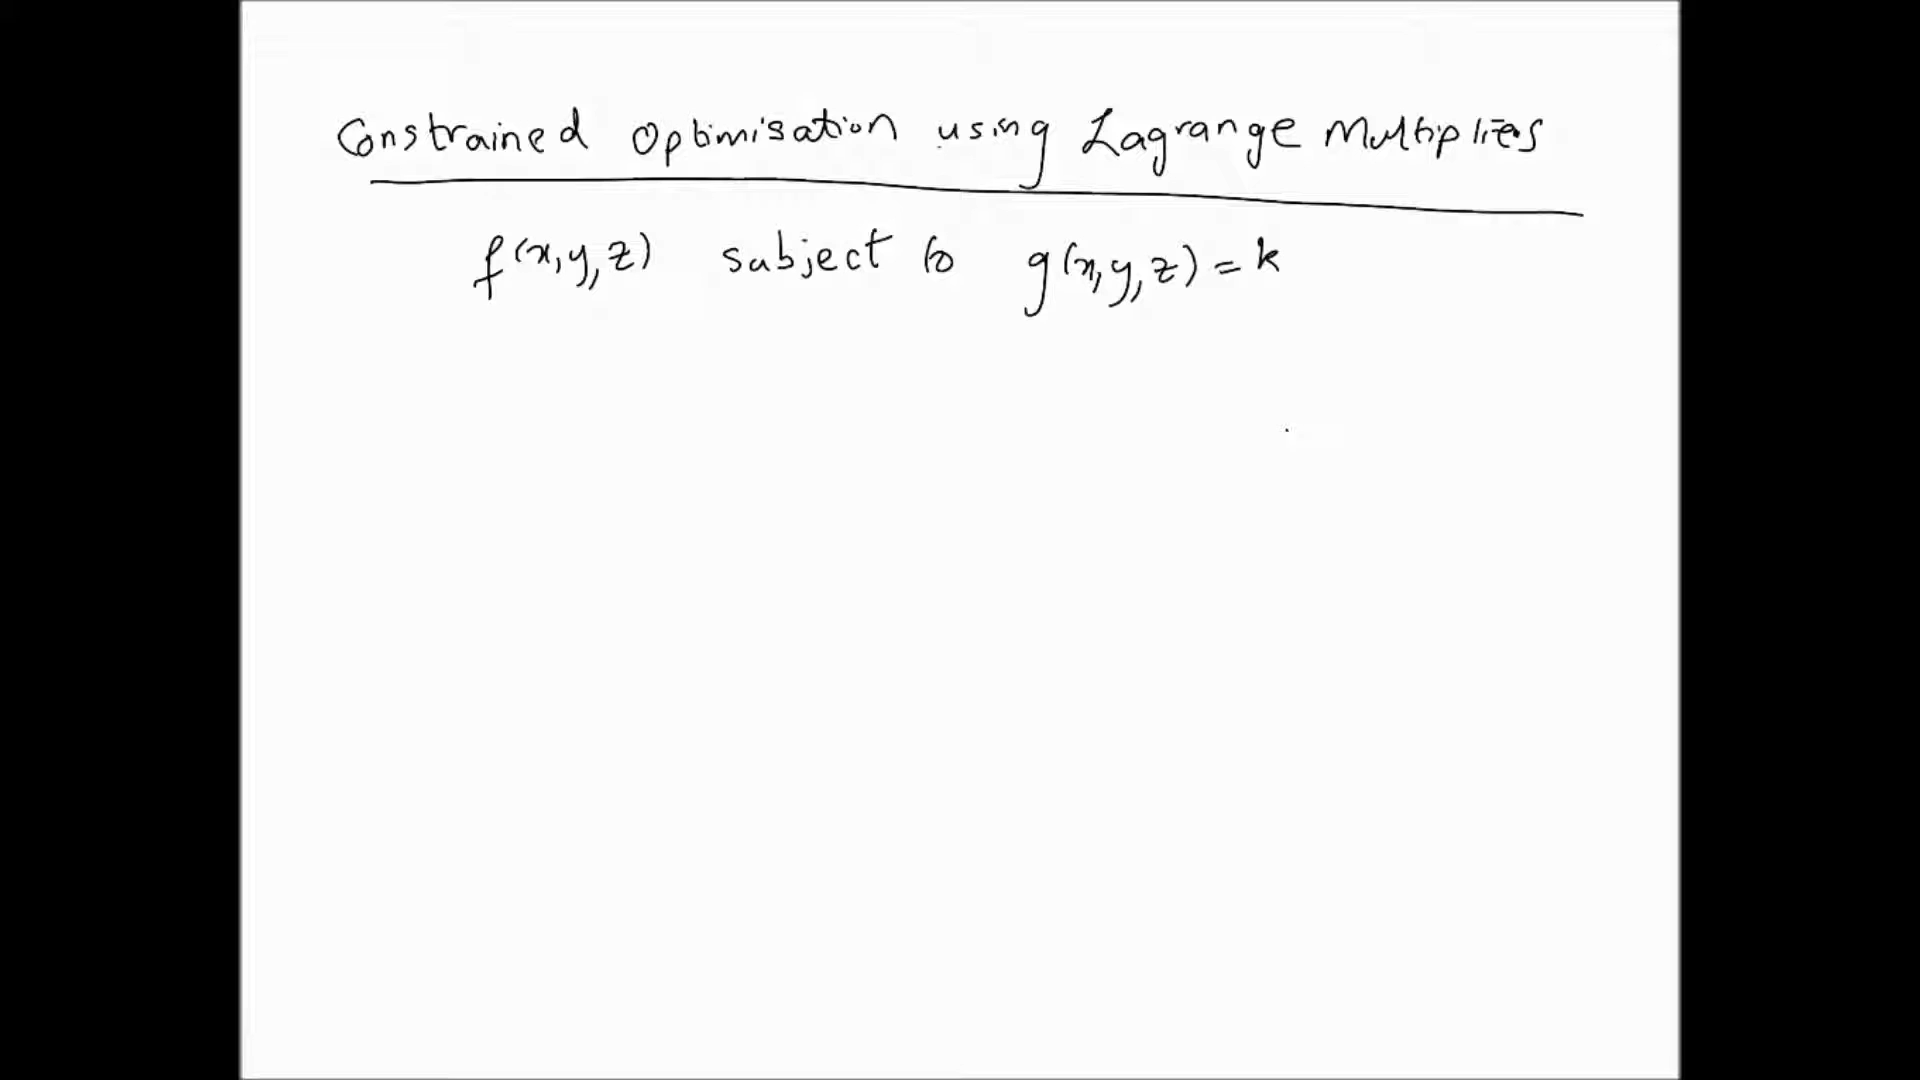 Constrained Optimisation using Lagrange Multipliers
f(x,y,z) subject to g(x,y,z) = k